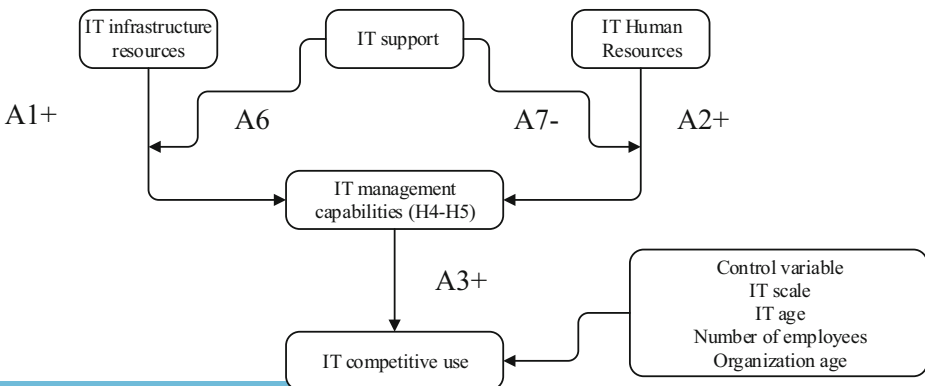 IT infrastructure
resources
IT support
IT Human
Resources
A1+
A6
A7-
A2+
IT management
capabilities (H4-H5)
A3+
Control variable
IT scale
IT age
Number of employees
Organization age
IT competitive use